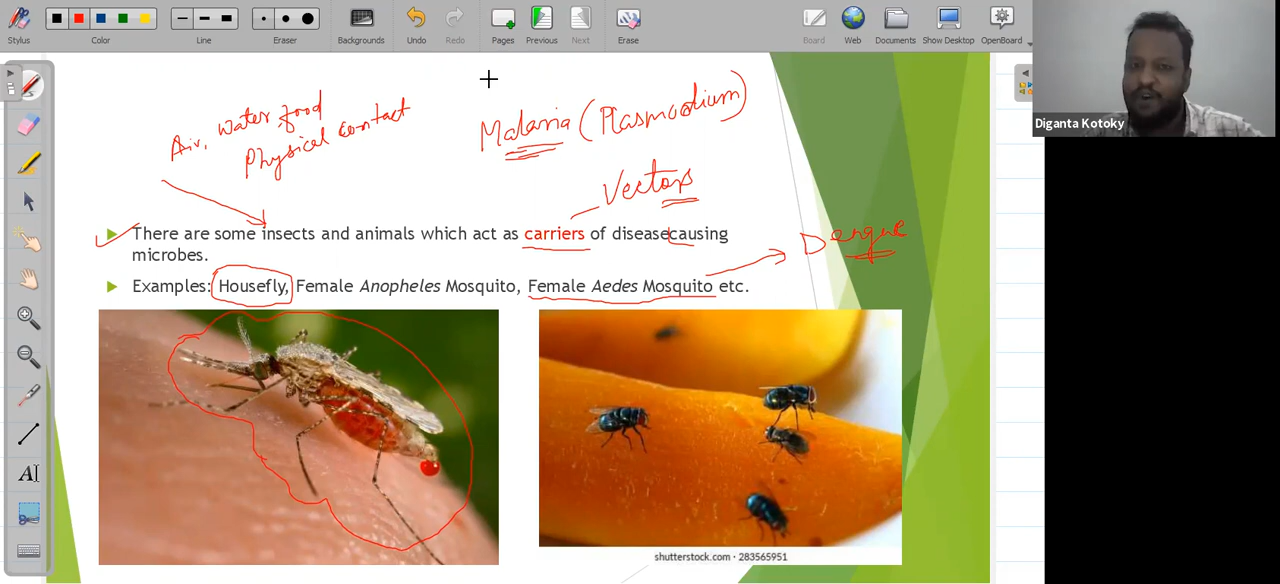 Stylus
Color
Line
Eraser
Backgrounds
Undo
Redo
Pages
Previous
Next
Erase
Board
Web
Documents
Show Desktop
OpenBoard
Diganta Kotoky
Air, water food
Physical contact
Malaria (Plasmodium)
Vectors
There are some insects and animals which act as carriers of disease causing
microbes.
Dengue
Examples: Housefly, Female Anopheles Mosquito, Female Aedes Mosquito etc.
shutterstock.com · 283565951